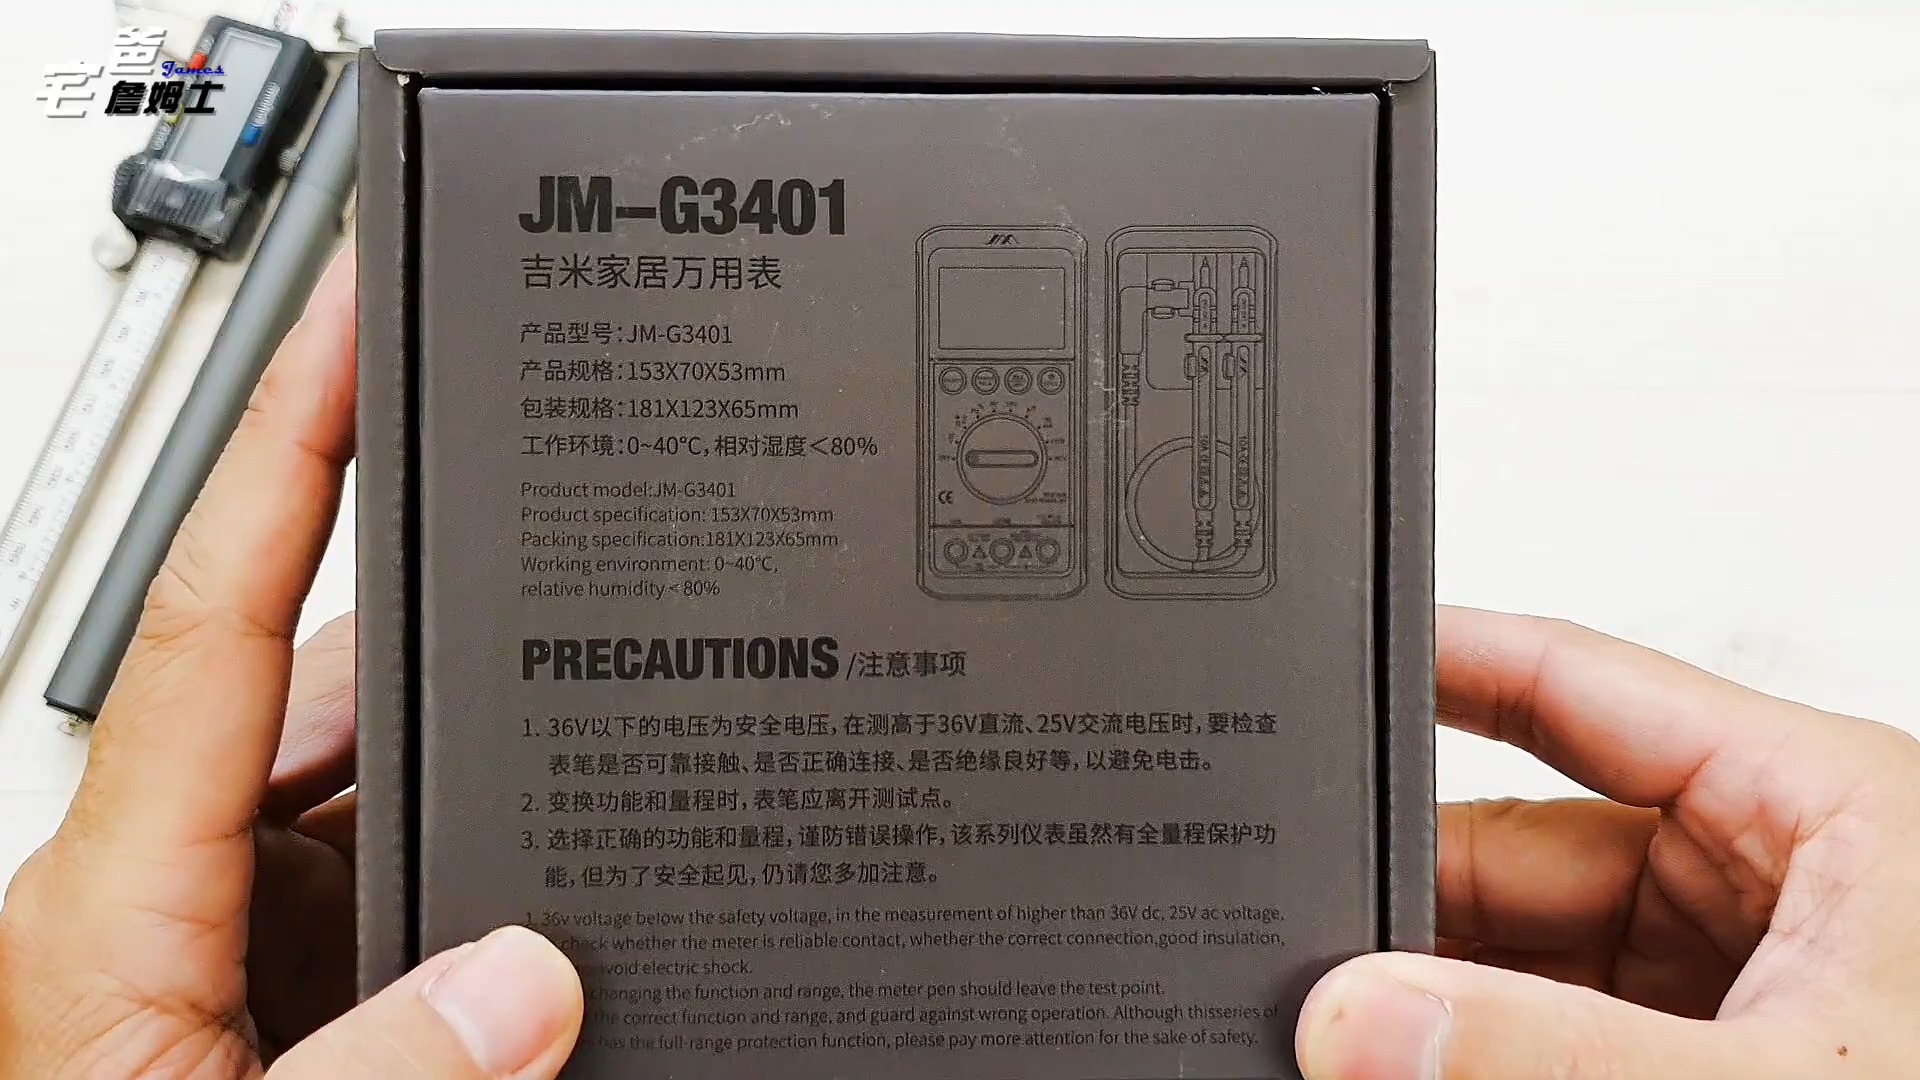 宅爸
James
詹姆士
JM-G3401
吉米家居万用表
产品型号:JM-G3401
产品规格:153X70X53mm
包装规格:181X123X65mm
工作环境:0~40℃,相对湿度<80%
Product model:JM-G3401
Product specification: 153X70X53mm
Packing specification:181X123X65mm
Working environment: 0~40℃,
relative humidity < 80%
CE
PRECAUTIONS /注意事项
1. 36V以下的电压为安全电压,在测高于36V直流、25V交流电压时,要检查
表笔是否可靠接触、是否正确连接、是否绝缘良好等,以避免电击。
2. 变换功能和量程时,表笔应离开测试点。
3. 选择正确的功能和量程,谨防错误操作,该系列仪表虽然有全量程保护功
能,但为了安全起见,仍请您多加注意。
1. 36v voltage below the safety voltage, in the measurement of higher than 36V dc, 25V ac voltage,
check whether the meter is reliable contact, whether the correct connection,good insulation,
void electric shock.
changing the function and range, the meter pen should leave the test point.
the correct function and range, and guard against wrong operation. Although thisseries of
has the full-range protection function, please pay more attention for the sake of safety.